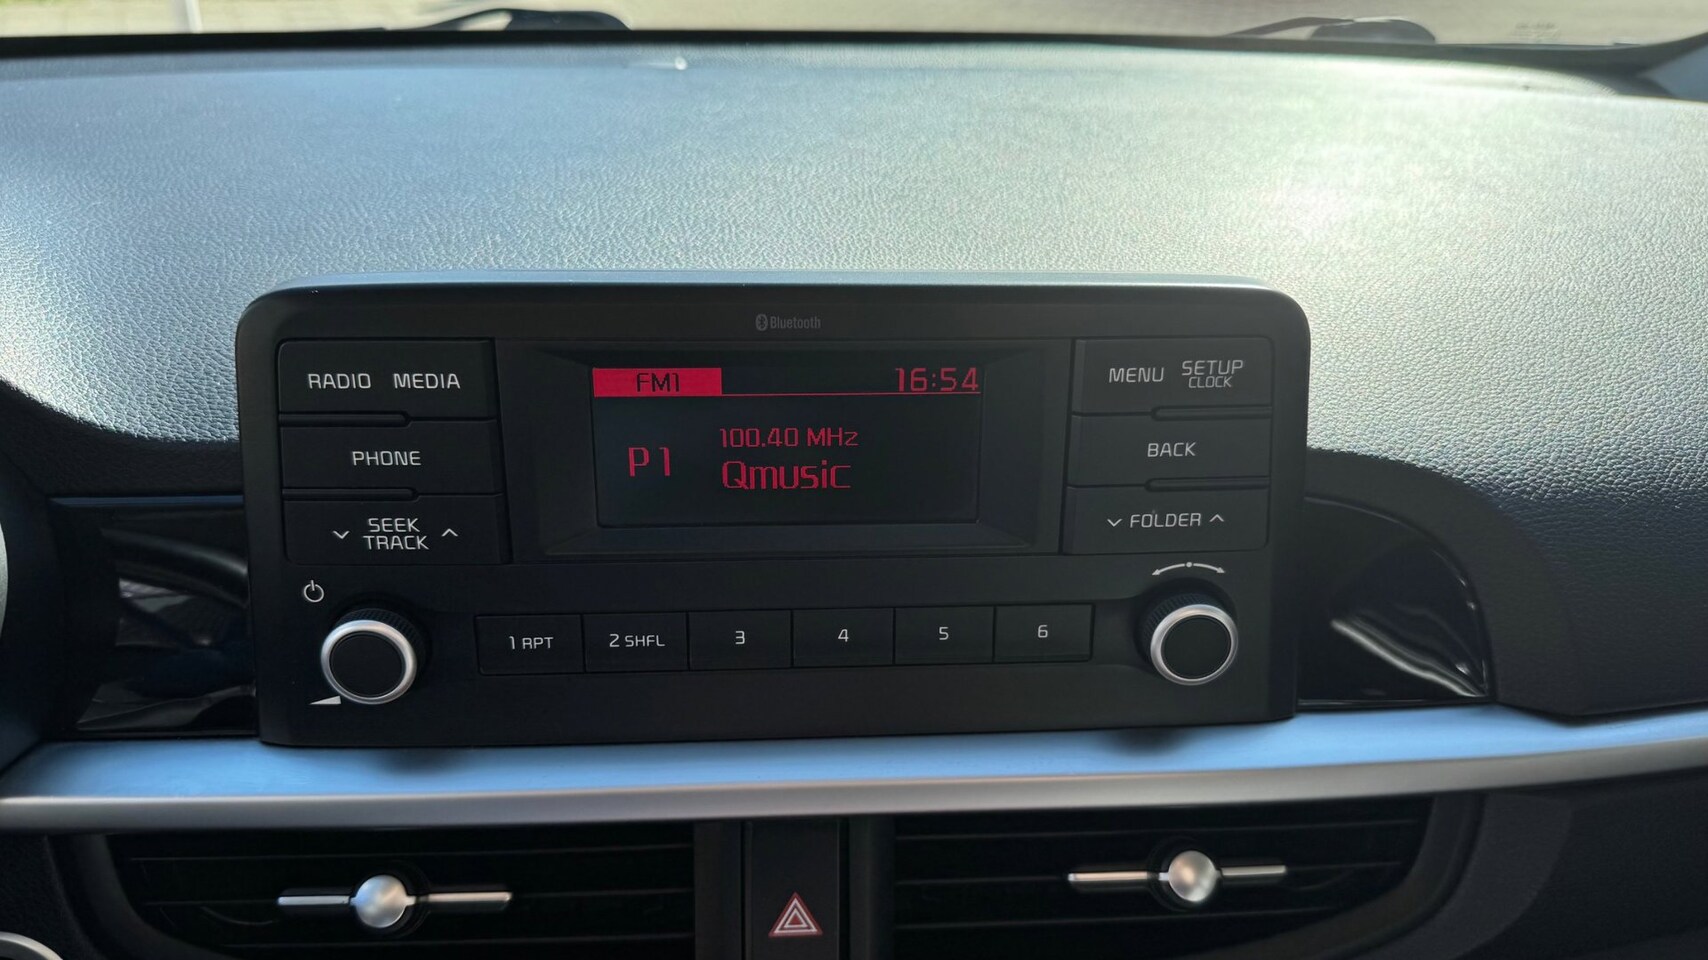 Bluetooth
RADIO MEDIA
PHONE
SEEK
TRACK
FM1 16:54
P1
100.40 MHz
Qmusic
MENU SETUP
CLOCK
BACK
FOLDER
1 RPT
2 SHFL
3
4
5
6